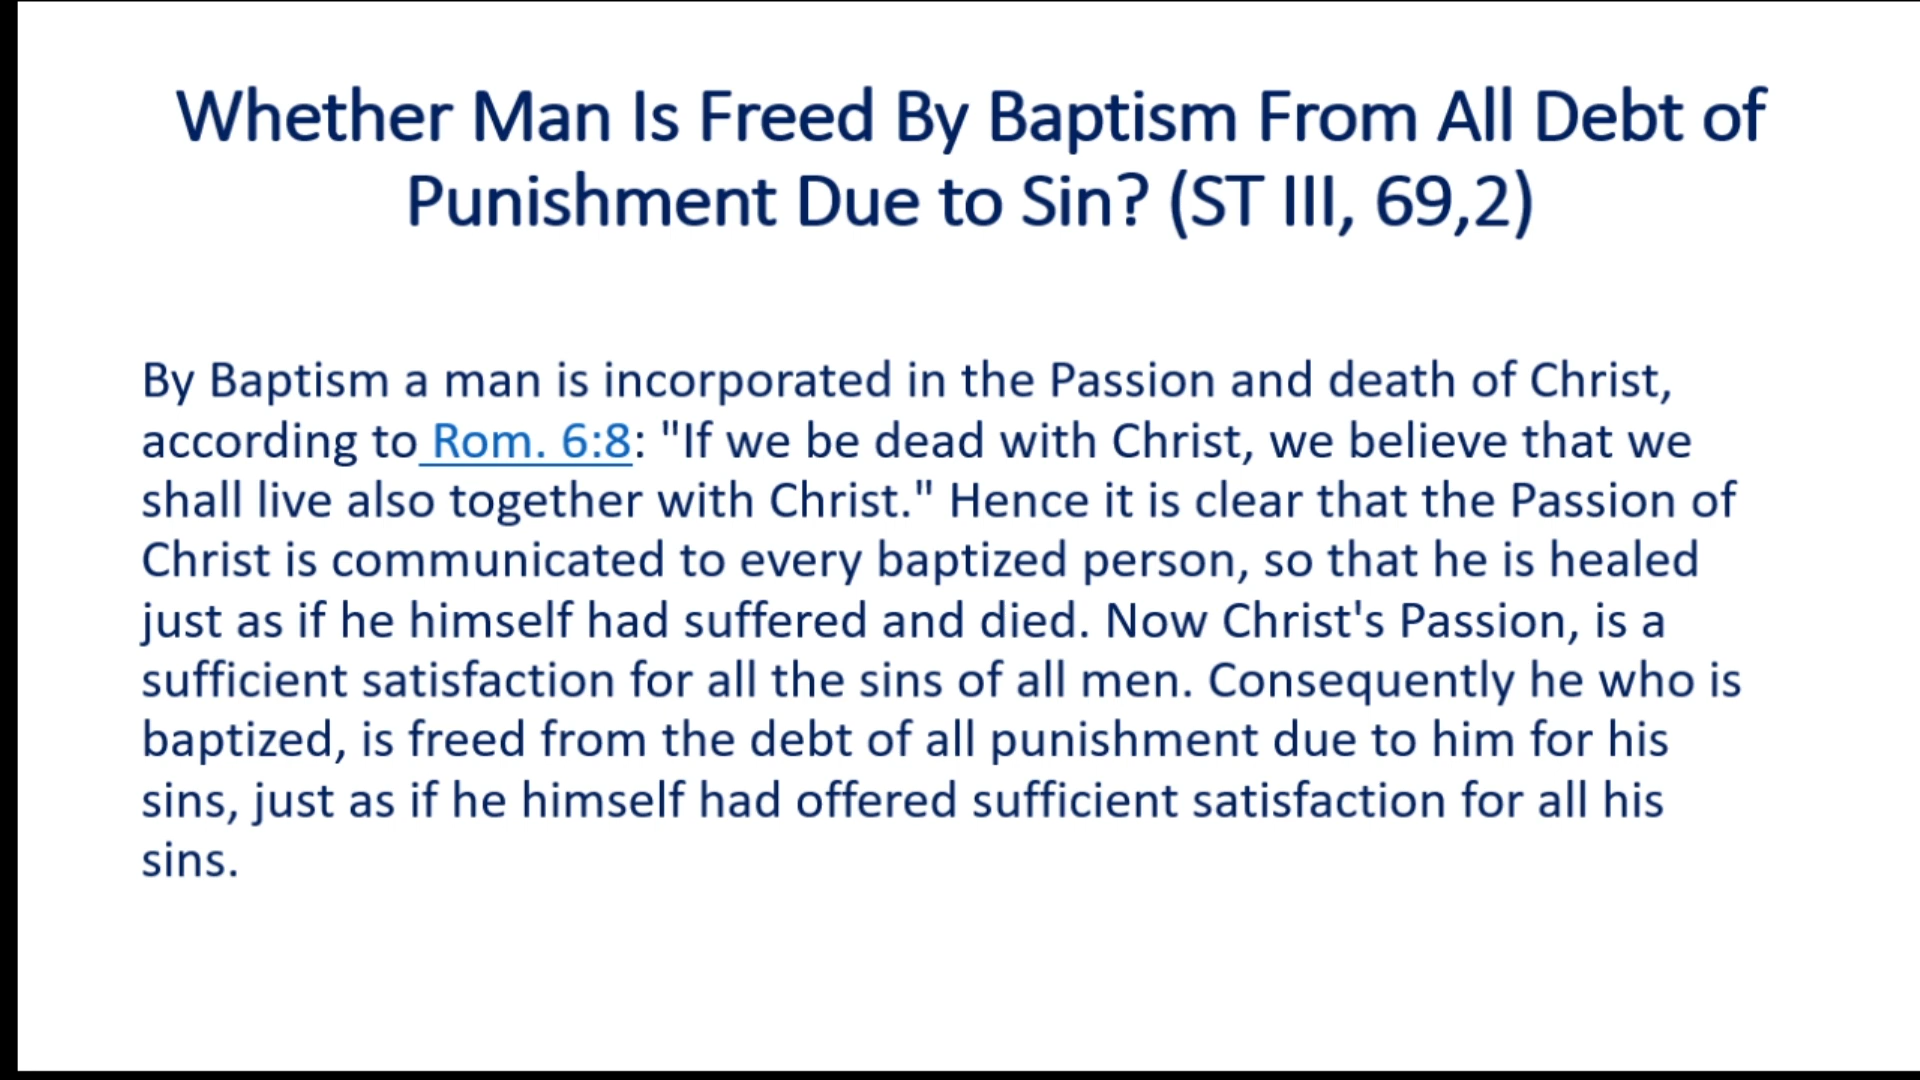 Whether Man Is Freed By Baptism From All Debt of
Punishment Due to Sin? (ST III, 69,2)
By Baptism a man is incorporated in the Passion and death of Christ,
according to Rom. 6:8: "If we be dead with Christ, we believe that we
shall live also together with Christ." Hence it is clear that the Passion of
Christ is communicated to every baptized person, so that he is healed
just as if he himself had suffered and died. Now Christ's Passion, is a
sufficient satisfaction for all the sins of all men. Consequently he who is
baptized, is freed from the debt of all punishment due to him for his
sins, just as if he himself had offered sufficient satisfaction for all his
sins.